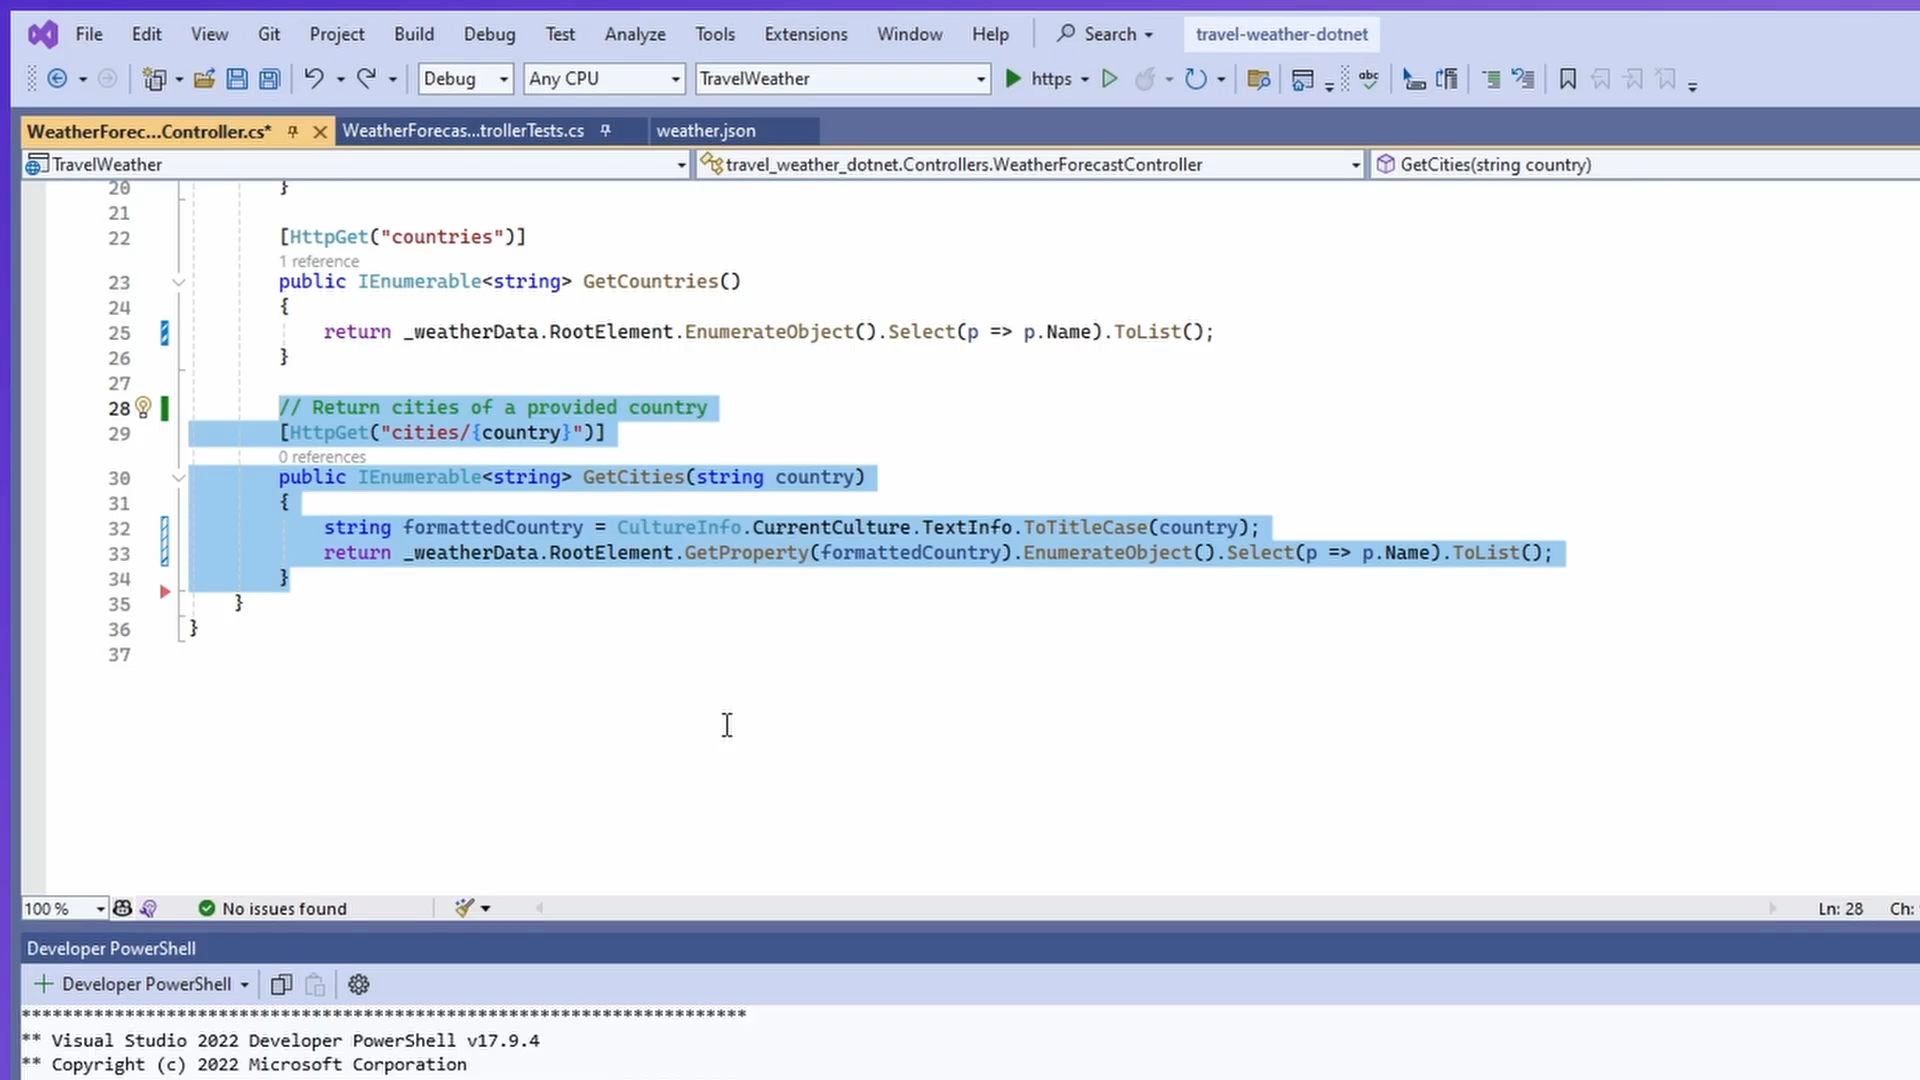 File Edit View Git Project Build Debug Test Analyze Tools Extensions Window Help Search travel-weather-dotnet
Debug Any CPU TravelWeather https abc
WeatherForec...Controller.cs* WeatherForecas...trollerTests.cs weather.json
TravelWeather travel_weather_dotnet.Controllers.WeatherForecastController GetCities(string country)
20 }
21
22 [HttpGet("countries")]
1 reference
23 public IEnumerable<string> GetCountries()
24 {
25 return _weatherData.RootElement.EnumerateObject().Select(p => p.Name).ToList();
26 }
27
28 // Return cities of a provided country
29 [HttpGet("cities/{country}")]
0 references
30 public IEnumerable<string> GetCities(string country)
31 {
32 string formattedCountry = CultureInfo.CurrentCulture.TextInfo.ToTitleCase(country);
33 return _weatherData.RootElement.GetProperty(formattedCountry).EnumerateObject().Select(p => p.Name).ToList();
34 }
35 }
36 }
37
100 % No issues found Ln: 28 Ch:
Developer PowerShell
Developer PowerShell
**********************************************************************
** Visual Studio 2022 Developer PowerShell v17.9.4
** Copyright (c) 2022 Microsoft Corporation